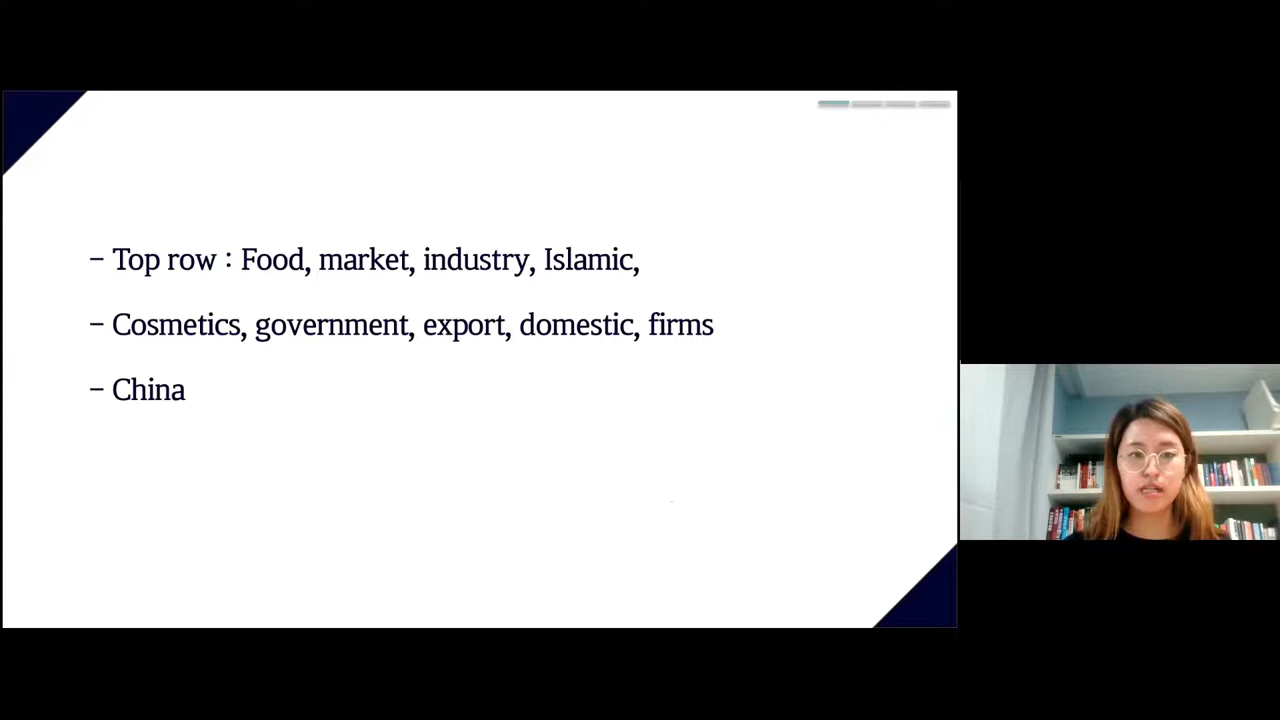 – Top row : Food, market, industry, Islamic,
– Cosmetics, government, export, domestic, firms
– China